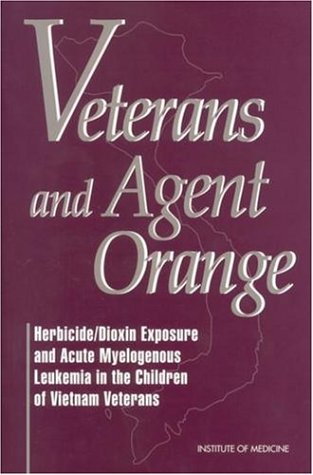 Veterans
and Agent
Orange
Herbicide/Dioxin Exposure
and Acute Myelogenous
Leukemia in the Children
of Vietnam Veterans
INSTITUTE OF MEDICINE